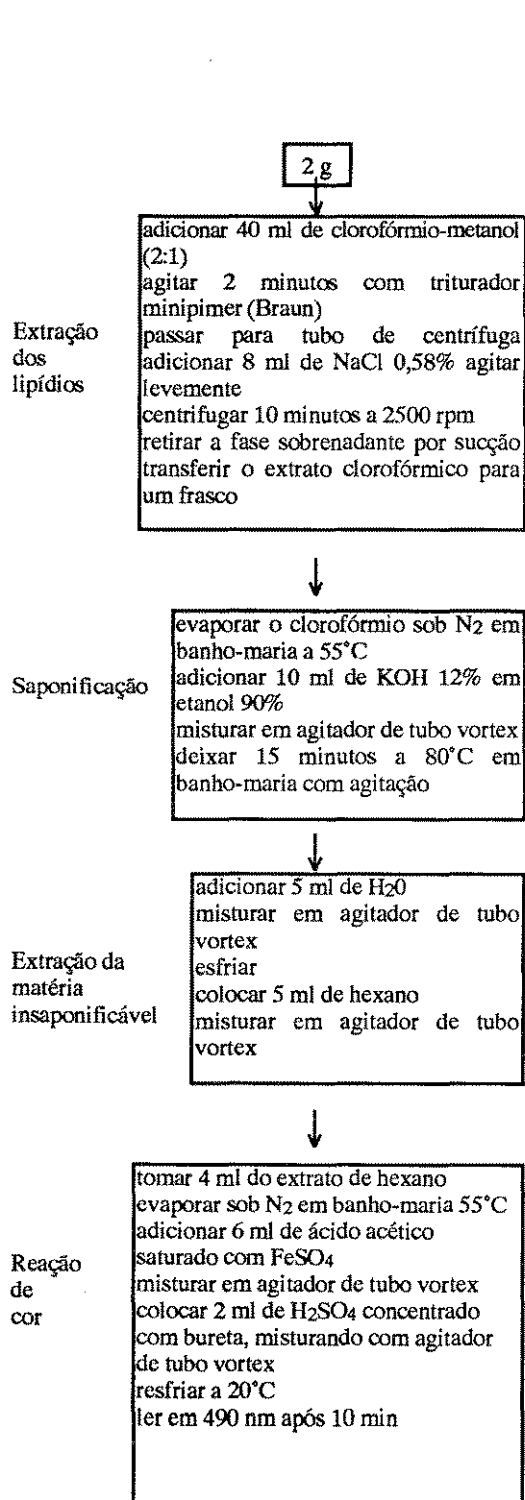 2 g
adicionar 40 ml de clorofórmio-metanol
(2:1)
agitar 2 minutos com triturador
minipimer (Braun)
passar para tubo de centrífuga
adicionar 8 ml de NaCl 0,58% agitar
levemente
centrifugar 10 minutos a 2500 rpm
retirar a fase sobrenadante por sucção
transferir o extrato clorofórmico para
um frasco
Extração
dos
lipídios
evaporar o clorofórmio sob N2 em
banho-maria a 55°C
adicionar 10 ml de KOH 12% em
etanol 90%
misturar em agitador de tubo vortex
deixar 15 minutos a 80°C em
banho-maria com agitação
Saponificação
adicionar 5 ml de H20
misturar em agitador de tubo
vortex
esfriar
colocar 5 ml de hexano
misturar em agitador de tubo
vortex
Extração da
matéria
insaponificável
tomar 4 ml do extrato de hexano
evaporar sob N2 em banho-maria 55°C
adicionar 6 ml de ácido acético
saturado com FeSO4
misturar em agitador de tubo vortex
colocar 2 ml de H2SO4 concentrado
com bureta, misturando com agitador
de tubo vortex
resfriar a 20°C
ler em 490 nm após 10 min
Reação
de
cor